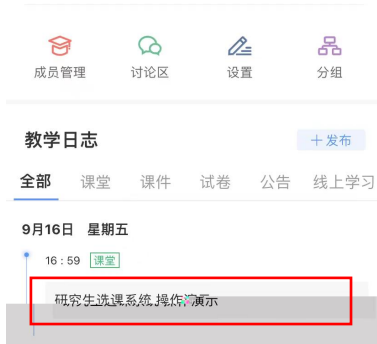 成员管理 讨论区 设置 分组
教学日志 ＋发布
全部 课堂 课件 试卷 公告 线上学习
9月16日 星期五
16:59 课堂
研究生选课系统,操作演示